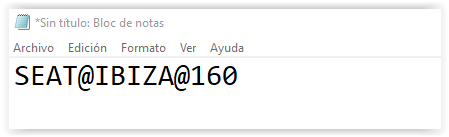 *Sin título: Bloc de notas
Archivo Edición Formato Ver Ayuda
SEAT@IBIZA@160